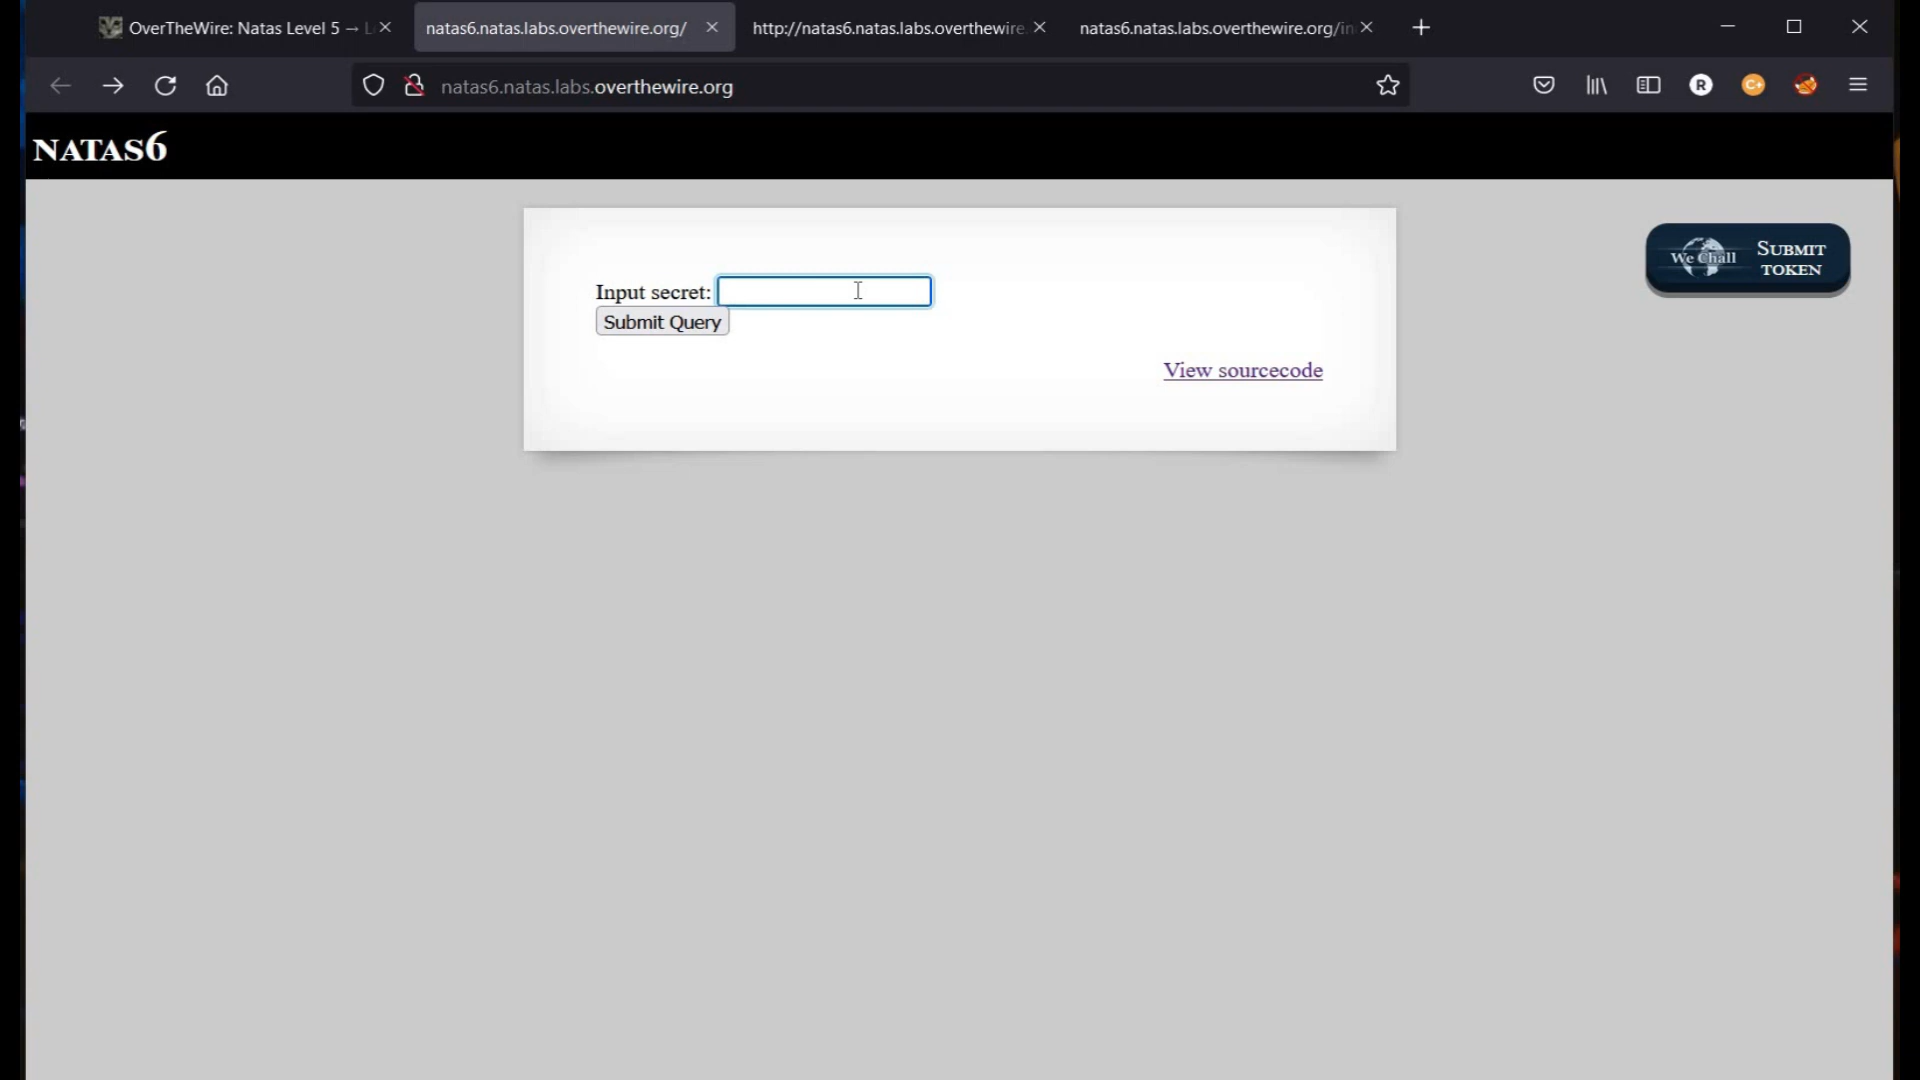 OverTheWire: Natas Level 5 → L
natas6.natas.labs.overthewire.org/
http://natas6.natas.labs.overthewire.
natas6.natas.labs.overthewire.org/in
natas6.natas.labs.overthewire.org
R
C+
NATAS6
We Chall
SUBMIT
TOKEN
Input secret:
Submit Query
View sourcecode